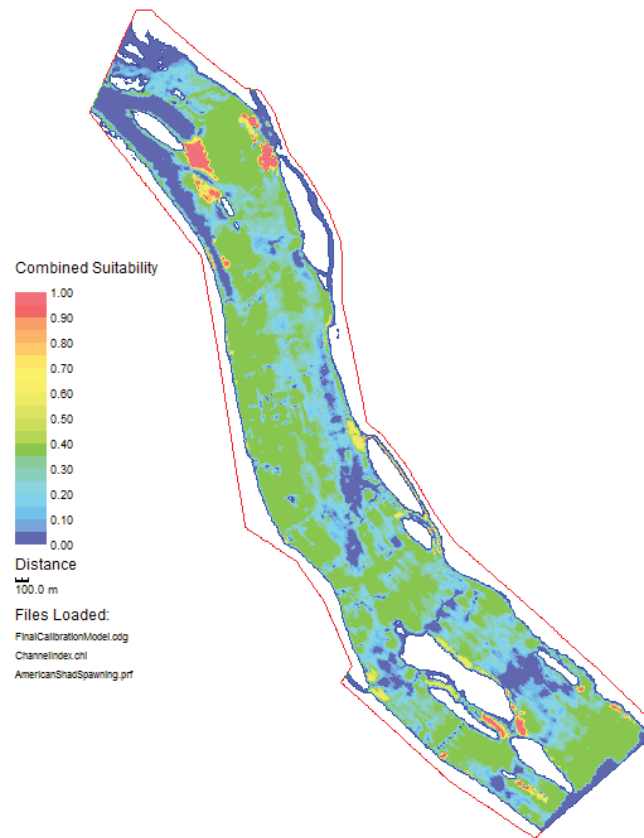 Combined Suitability
1.00
0.90
0.80
0.70
0.60
0.50
0.40
0.30
0.20
0.10
0.00
Distance
100.0 m
Files Loaded:
FinalCalibrationModel.cdg
ChannelIndex.chi
AmericanShadSpawning.prf